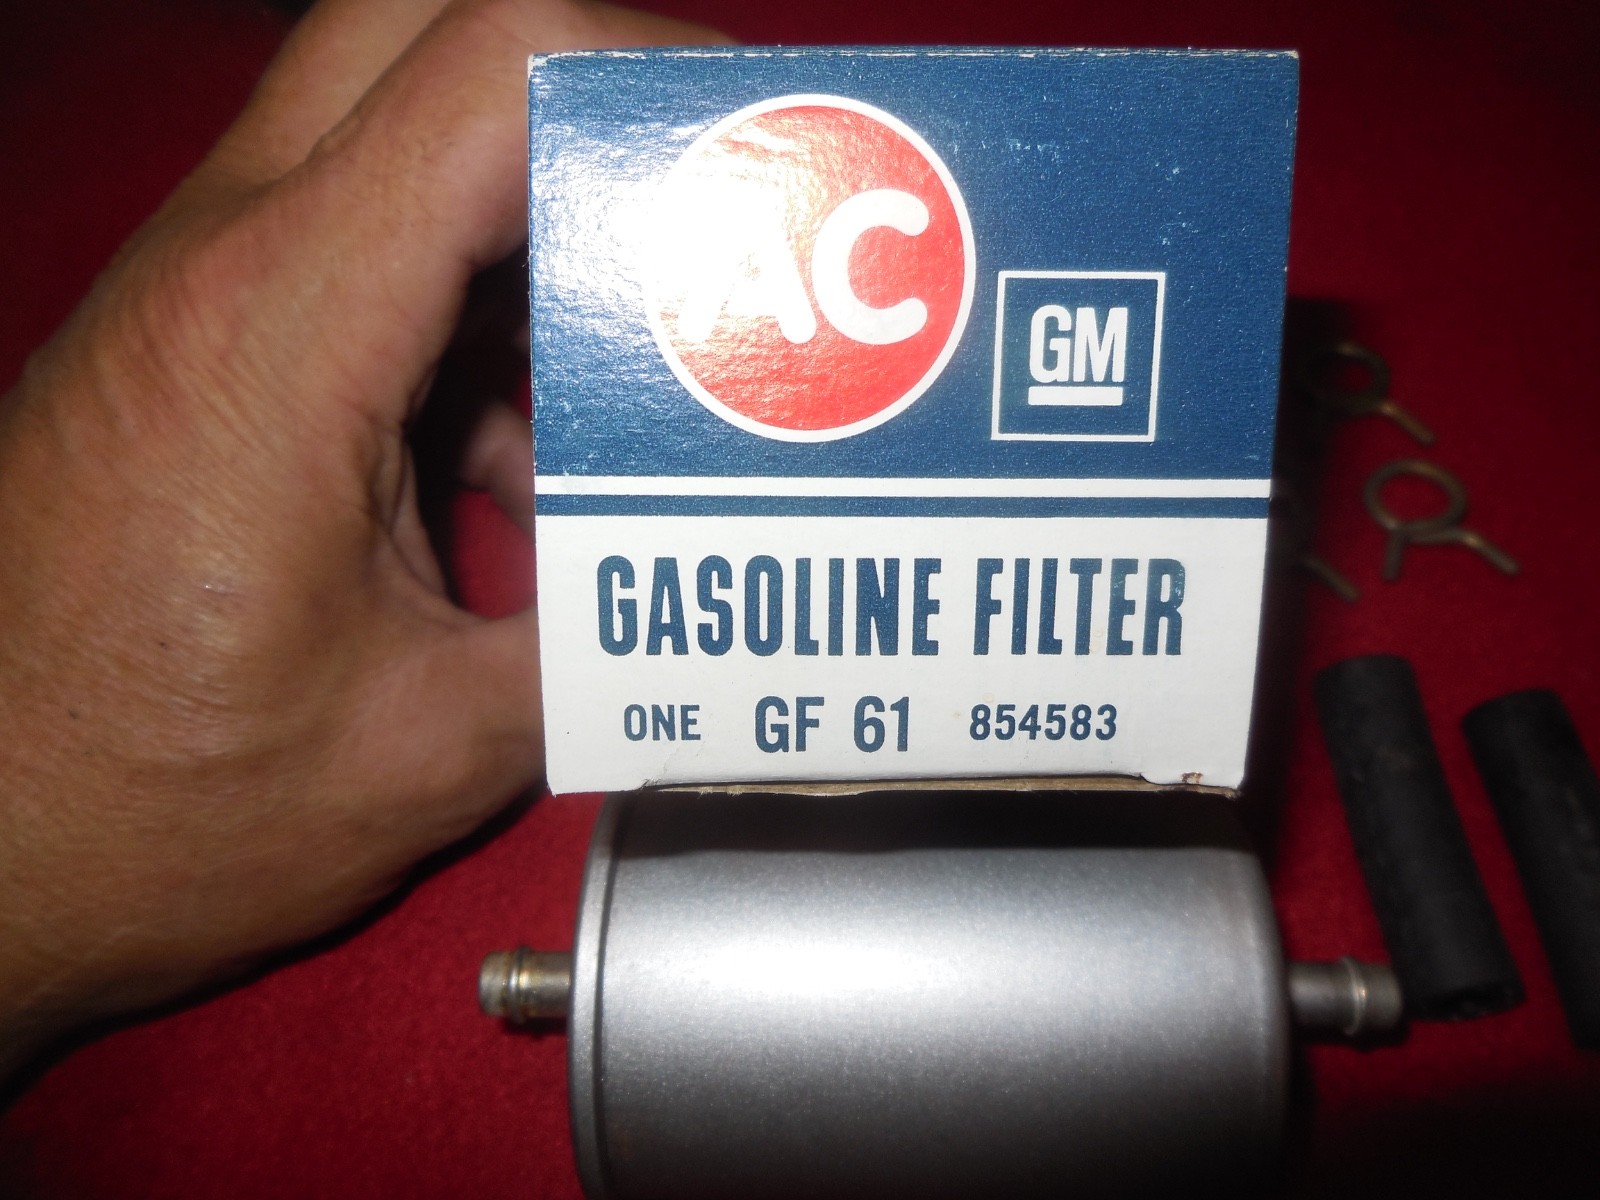 AC
GM
GASOLINE FILTER
ONE GF 61 854583